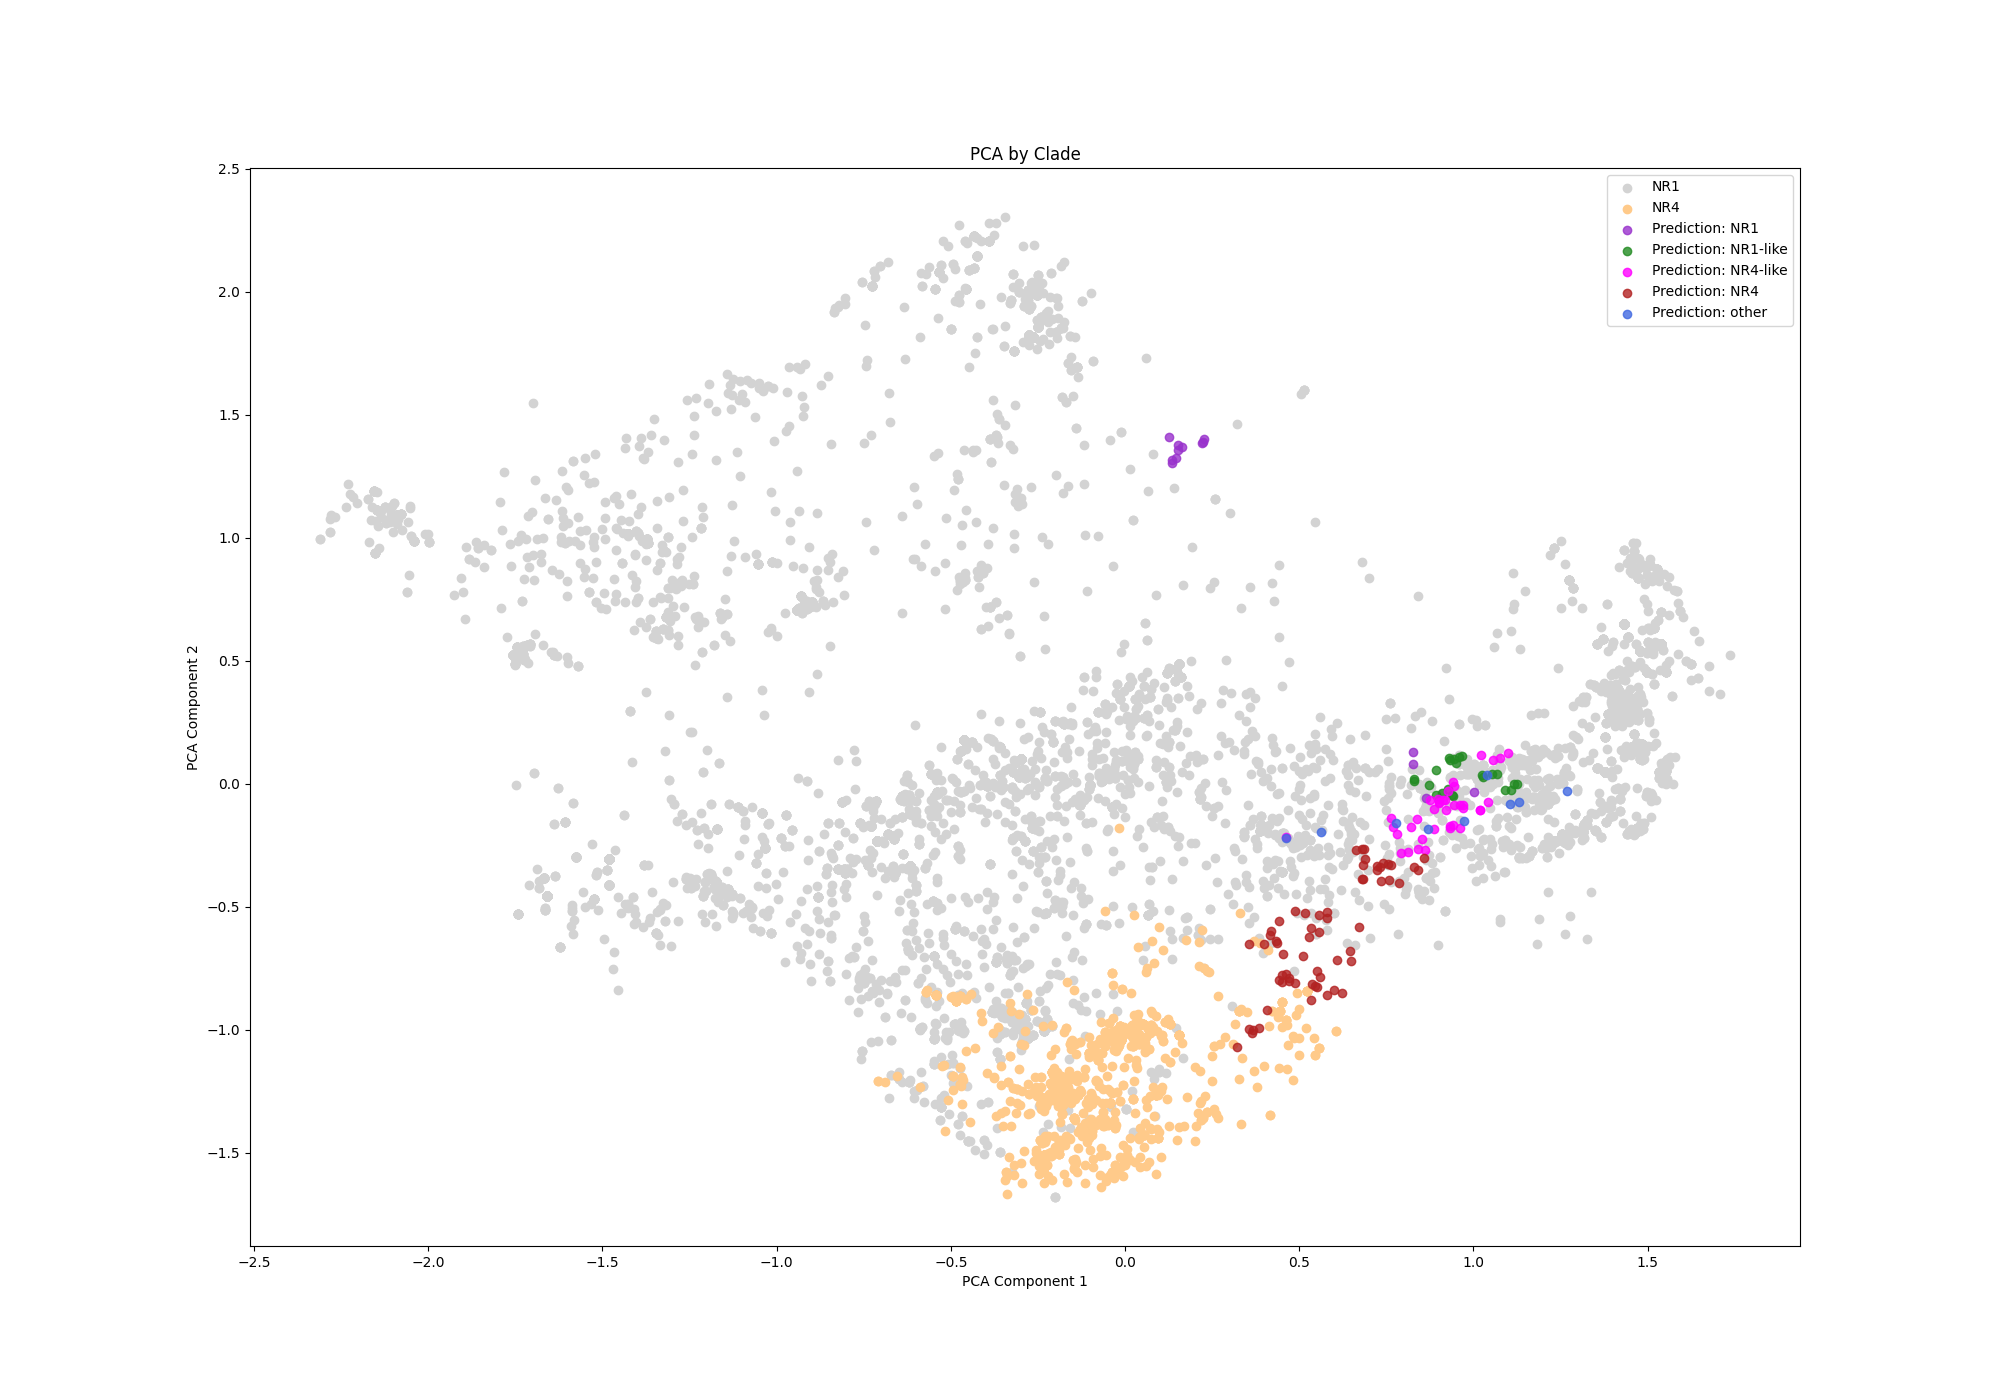 PCA by Clade
NR1
NR4
Prediction: NR1
Prediction: NR1-like
Prediction: NR4-like
Prediction: NR4
Prediction: other
PCA Component 2
2.5
2.0
1.5
1.0
0.5
0.0
−0.5
−1.0
−1.5
−2.5 −2.0 −1.5 −1.0 −0.5 0.0 0.5 1.0 1.5
PCA Component 1